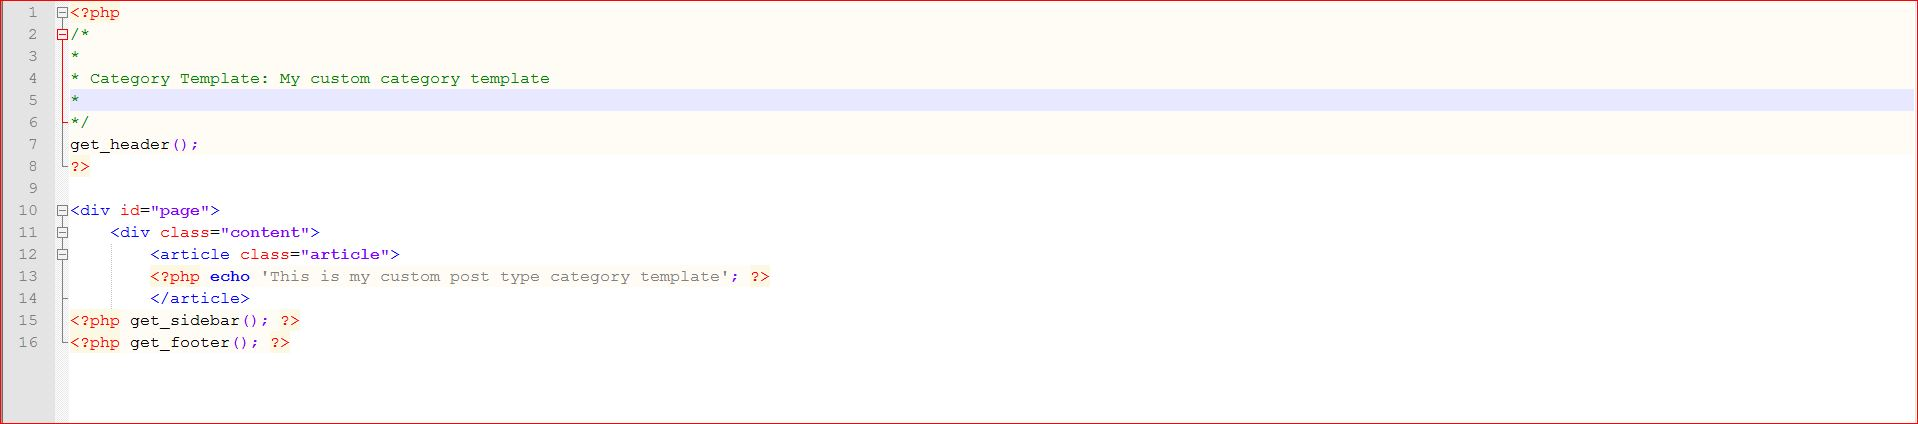 1 <?php
2 /*
3 *
4 * Category Template: My custom category template
5 *
6 */
7 get_header();
8 ?>
9
10 <div id="page">
11     <div class="content">
12         <article class="article">
13         <?php echo 'This is my custom post type category template'; ?>
14         </article>
15 <?php get_sidebar(); ?>
16 <?php get_footer(); ?>